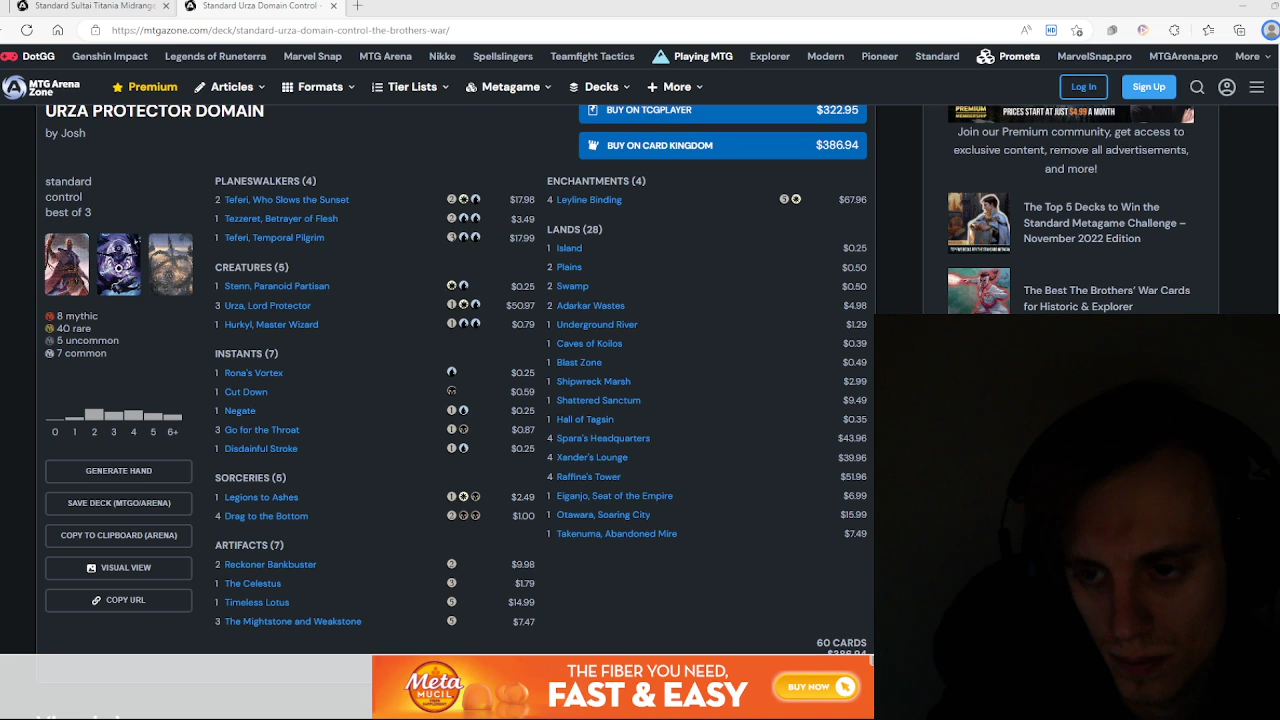 Standard Sultai Titania Midrange
Standard Urza Domain Control -
https://mtgazone.com/deck/standard-urza-domain-control-the-brothers-war/
DotGG Genshin Impact Legends of Runeterra Marvel Snap MTG Arena Nikke Spellslingers Teamfight Tactics Playing MTG Explorer Modern Pioneer Standard Prometa MarvelSnap.pro MTGArena.pro More
MTG Arena Zone Premium Articles Formats Tier Lists Metagame Decks More Log In Sign Up
URZA PROTECTOR DOMAIN
by Josh
BUY ON TCGPLAYER $322.95
BUY ON CARD KINGDOM $386.94
standard
control
best of 3
8 mythic
40 rare
5 uncommon
7 common
0 1 2 3 4 5 6+
GENERATE HAND
SAVE DECK (MTGO/ARENA)
COPY TO CLIPBOARD (ARENA)
VISUAL VIEW
COPY URL
PLANESWALKERS (4)
2 Teferi, Who Slows the Sunset 2 $17.98
1 Tezzeret, Betrayer of Flesh 2 $3.49
1 Teferi, Temporal Pilgrim 3 $17.99
CREATURES (5)
1 Stenn, Paranoid Partisan $0.25
3 Urza, Lord Protector 1 $50.97
1 Hurkyl, Master Wizard 1 $0.79
INSTANTS (7)
1 Rona's Vortex $0.25
1 Cut Down $0.59
1 Negate 1 $0.25
3 Go for the Throat 1 $0.87
1 Disdainful Stroke 1 $0.25
SORCERIES (5)
1 Legions to Ashes 1 $2.49
4 Drag to the Bottom 2 $1.00
ARTIFACTS (7)
2 Reckoner Bankbuster 2 $9.98
1 The Celestus 3 $1.79
1 Timeless Lotus 5 $14.99
3 The Mightstone and Weakstone 5 $7.47
ENCHANTMENTS (4)
4 Leyline Binding 5 $67.96
LANDS (28)
1 Island $0.25
2 Plains $0.50
2 Swamp $0.50
2 Adarkar Wastes $4.98
1 Underground River $1.29
1 Caves of Koilos $0.39
1 Blast Zone $0.49
1 Shipwreck Marsh $2.99
1 Shattered Sanctum $9.49
1 Hall of Tagsin $0.35
4 Spara's Headquarters $43.96
4 Xander's Lounge $39.96
4 Raffine's Tower $51.96
1 Eiganjo, Seat of the Empire $6.99
1 Otawara, Soaring City $15.99
1 Takenuma, Abandoned Mire $7.49
60 CARDS
$386.94
PREMIUM MEMBERSHIP PRICES START AT JUST $4.99 A MONTH
Join our Premium community, get access to
exclusive content, remove all advertisements,
and more!
The Top 5 Decks to Win the
Standard Metagame Challenge –
November 2022 Edition
The Best The Brothers' War Cards
for Historic & Explorer
Meta MUCIL
THE FIBER YOU NEED,
FAST & EASY
BUY NOW